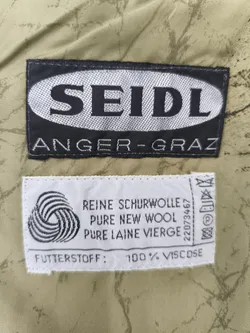 SEIDL
ANGER-GRAZ
REINE SCHURWOLLE
PURE NEW WOOL
PURE LAINE VIERGE
22073467
FUTTERSTOFF: 100% VISCOSE